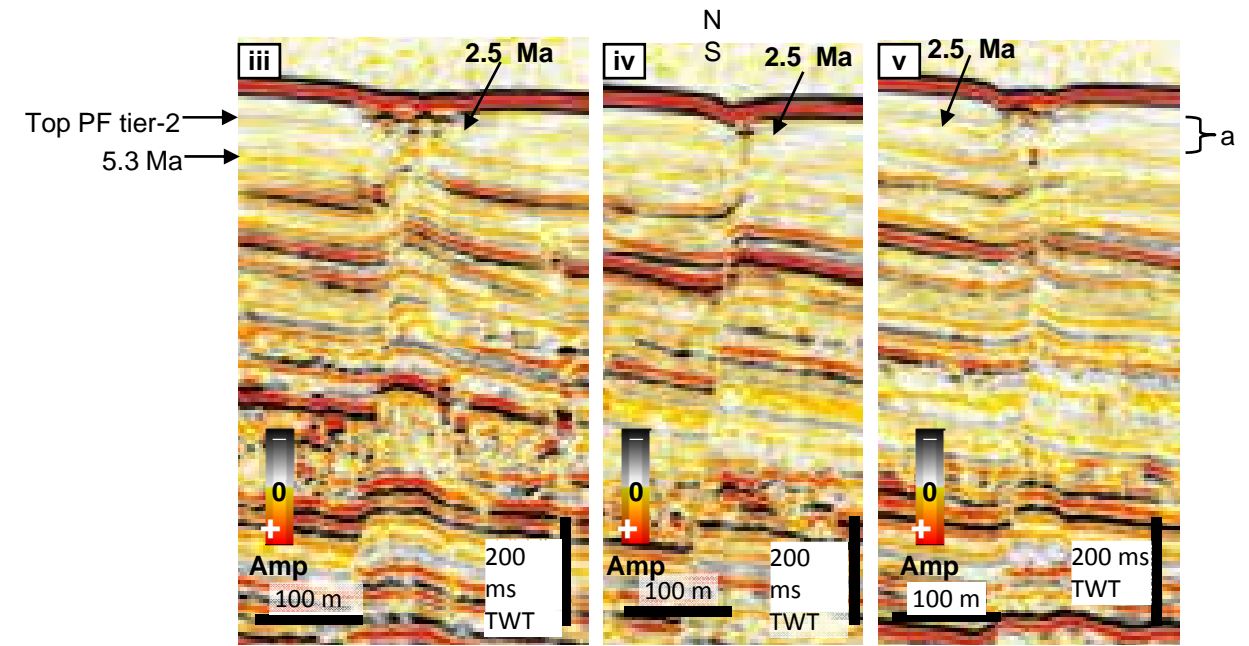 N
S
iii
2.5 Ma
iv
2.5 Ma
v
2.5 Ma
Top PF tier-2
5.3 Ma
a
–
0
+
Amp
100 m
200
ms
TWT
–
0
+
Amp
100 m
200
ms
TWT
–
0
+
Amp
100 m
200 ms
TWT